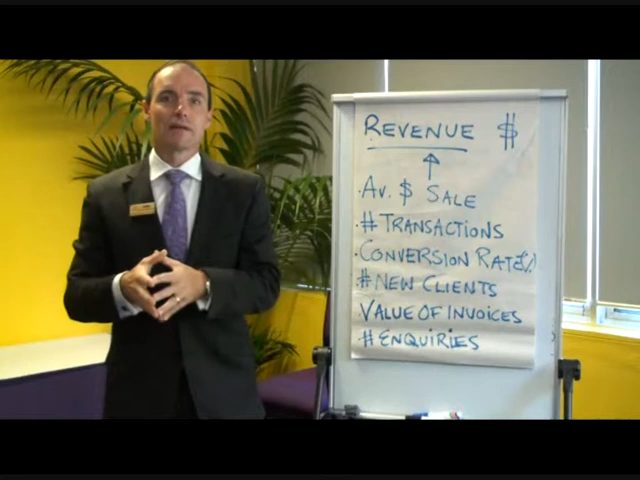 REVENUE $
↑
· AV. $ SALE
· # TRANSACTIONS
· CONVERSION RATE %
# NEW CLIENTS
VALUE OF INVOICES
# ENQUIRIES